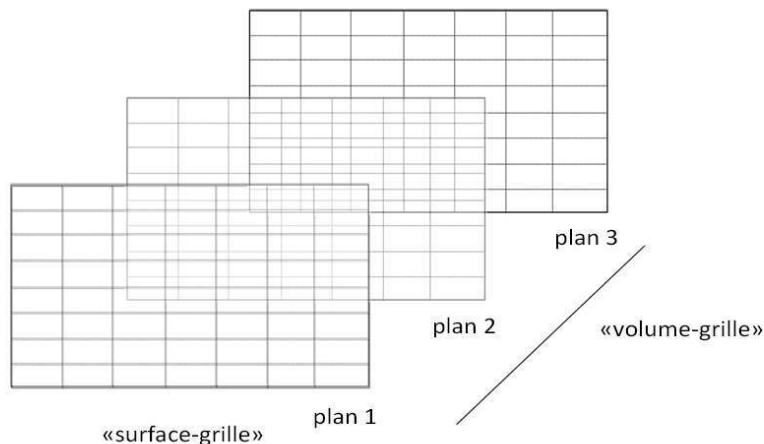 plan 3
plan 2
«volume-grille»
plan 1
«surface-grille»